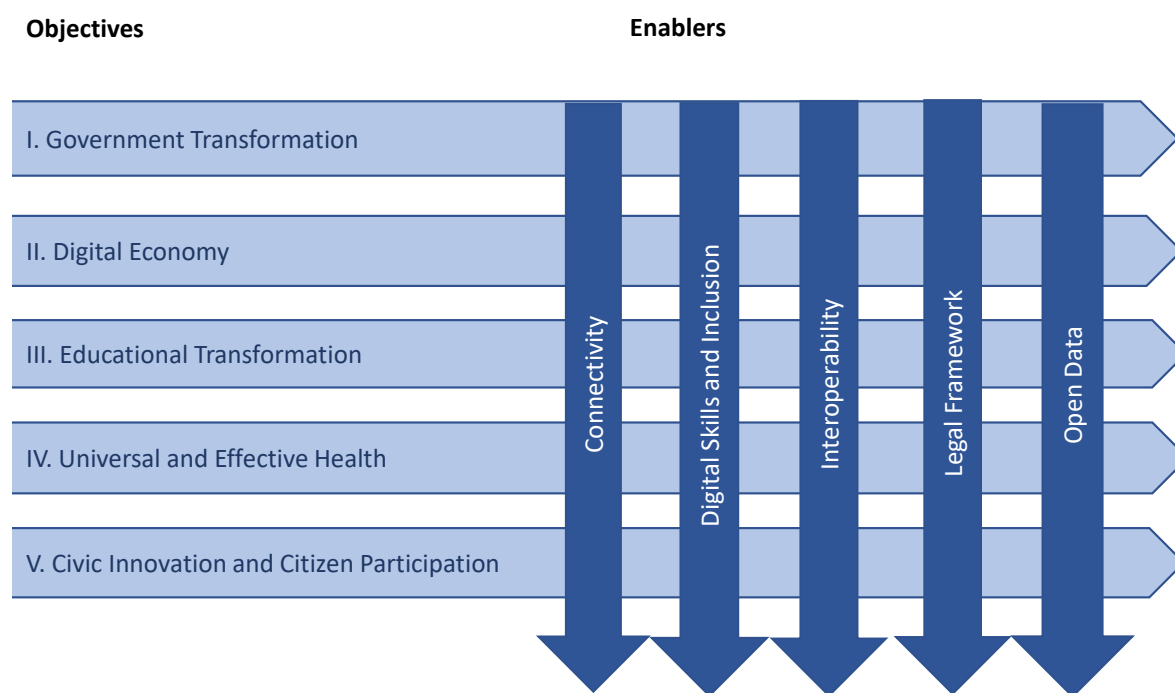 Objectives
Enablers
I. Government Transformation
II. Digital Economy
III. Educational Transformation
IV. Universal and Effective Health
V. Civic Innovation and Citizen Participation
Connectivity
Digital Skills and Inclusion
Interoperability
Legal Framework
Open Data